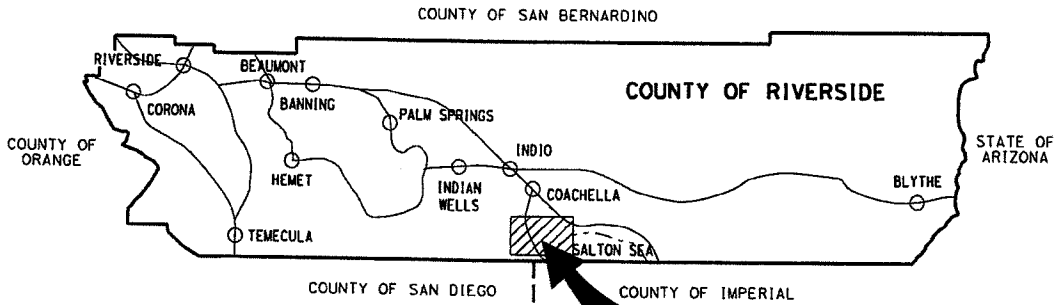 COUNTY OF SAN BERNARDINO
RIVERSIDE
BEAUMONT
COUNTY OF RIVERSIDE
CORONA
BANNING
PALM SPRINGS
COUNTY OF
ORANGE
STATE OF
ARIZONA
HEMET
INDIO
INDIAN
WELLS
COACHELLA
BLYTHE
TEMECULA
SALTON SEA
COUNTY OF SAN DIEGO
COUNTY OF IMPERIAL